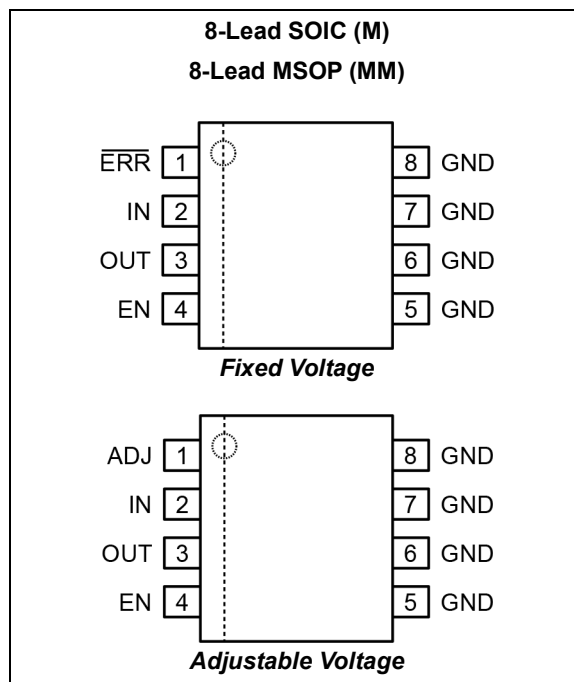 8-Lead SOIC (M)
8-Lead MSOP (MM)
ERR 1 8 GND
IN 2 7 GND
OUT 3 6 GND
EN 4 5 GND
Fixed Voltage
ADJ 1 8 GND
IN 2 7 GND
OUT 3 6 GND
EN 4 5 GND
Adjustable Voltage